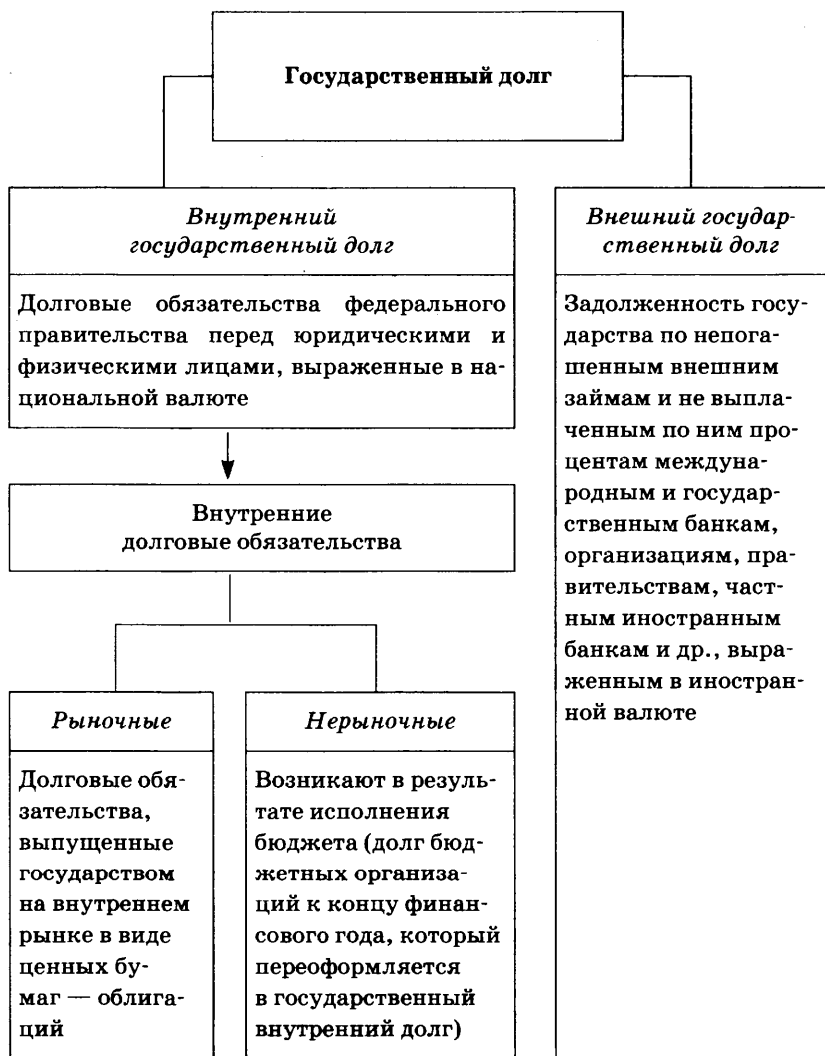 Государственный долг
Внутренний
государственный долг
Долговые обязательства федерального
правительства перед юридическими и
физическими лицами, выраженные в на-
циональной валюте
Внутренние
долговые обязательства
Рыночные
Долговые обя-
зательства,
выпущенные
государством
на внутреннем
рынке в виде
ценных бу-
маг — облига-
ций
Нерыночные
Возникают в резуль-
тате исполнения
бюджета (долг бюд-
жетных организа-
ций к концу финан-
сового года, который
переоформляется
в государственный
внутренний долг)
Внешний государ-
ственный долг
Задолженность госу-
дарства по непога-
шенным внешним
займам и не выпла-
ченным по ним про-
центам междуна-
родным и государ-
ственным банкам,
организациям, пра-
вительствам, част-
ным иностранным
банкам и др., выра-
женным в иностран-
ной валюте